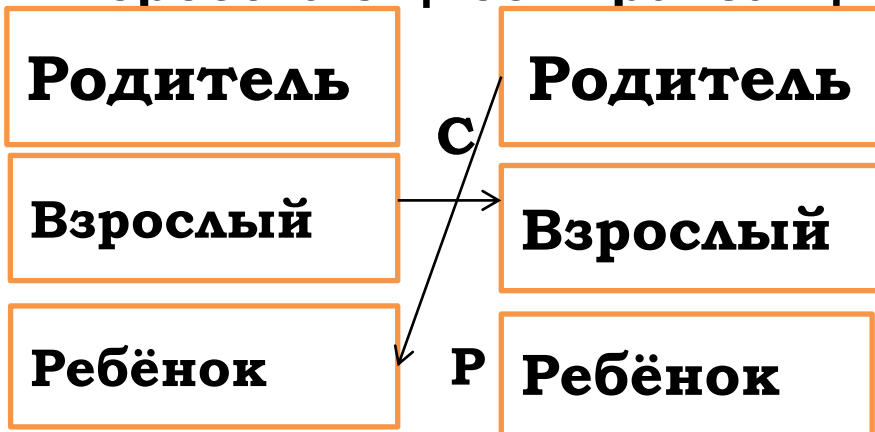 Родитель
Родитель
С
Взрослый
Взрослый
Ребёнок
Р
Ребёнок